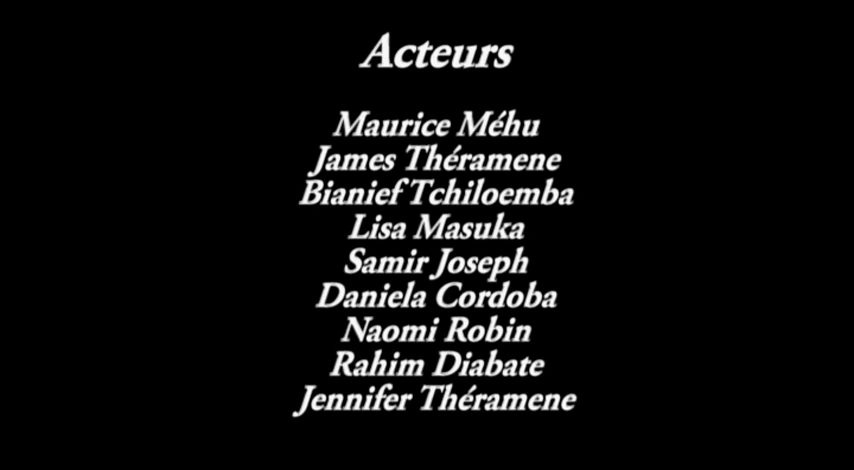 Acteurs
Maurice Méhu
James Théramene
Bianief Tchiloemba
Lisa Masuka
Samir Joseph
Daniela Cordoba
Naomi Robin
Rahim Diabate
Jennifer Théramene